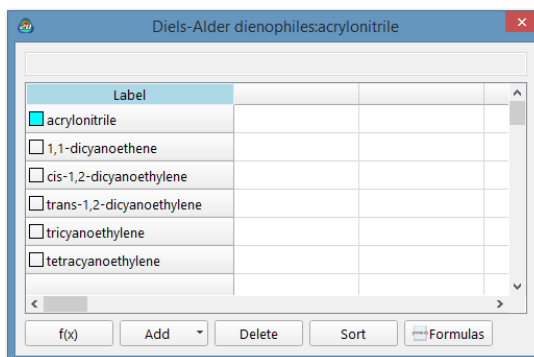 Diels-Alder dienophiles:acrylonitrile
Label
acrylonitrile
1,1-dicyanoethene
cis-1,2-dicyanoethylene
trans-1,2-dicyanoethylene
tricyanoethylene
tetracyanoethylene
f(x) Add Delete Sort Formulas